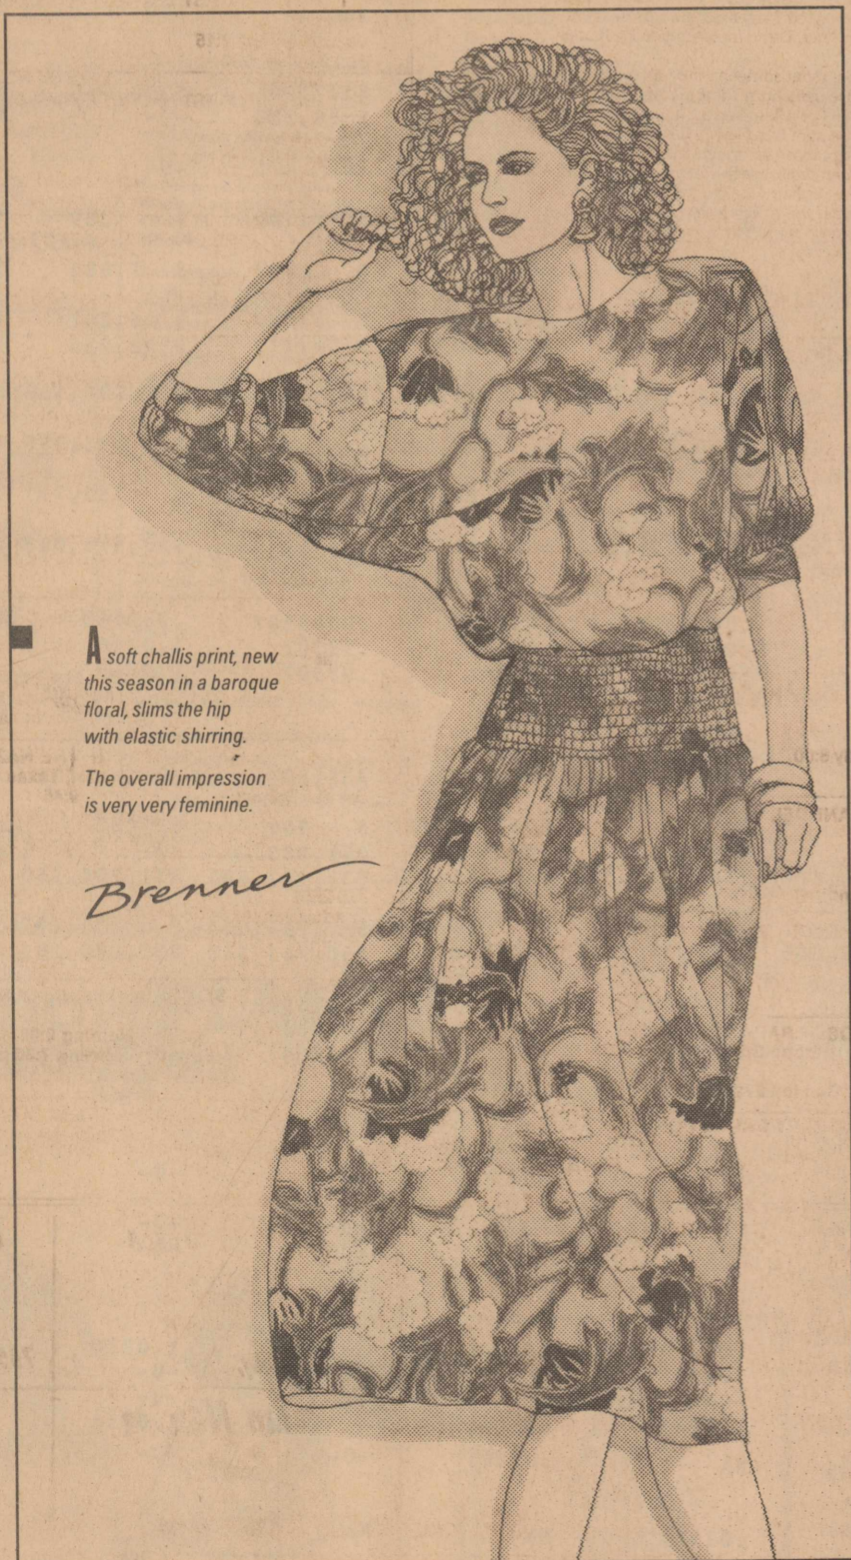 A soft challis print, new
this season in a baroque
floral, slims the hip
with elastic shirring.
The overall impression
is very very feminine.
Brenner